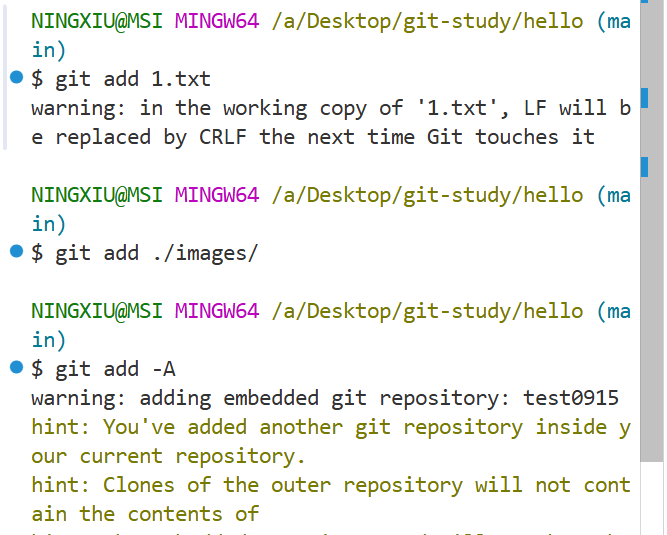 NINGXIU@MSI MINGW64 /a/Desktop/git-study/hello (ma
in)
$ git add 1.txt
warning: in the working copy of '1.txt', LF will b
e replaced by CRLF the next time Git touches it
NINGXIU@MSI MINGW64 /a/Desktop/git-study/hello (ma
in)
$ git add ./images/
NINGXIU@MSI MINGW64 /a/Desktop/git-study/hello (ma
in)
$ git add -A
warning: adding embedded git repository: test0915
hint: You've added another git repository inside y
our current repository.
hint: Clones of the outer repository will not cont
ain the contents of